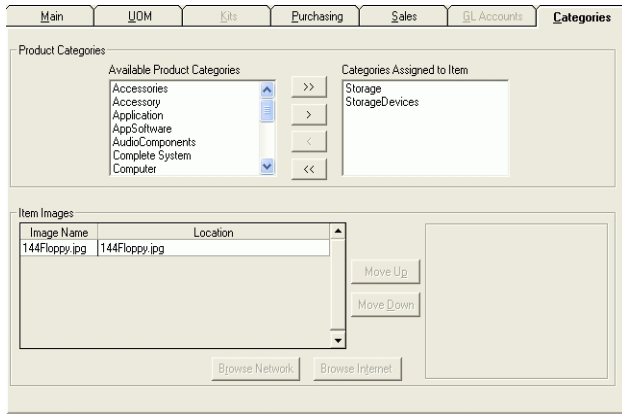 Main UOM Kits Purchasing Sales GL Accounts Categories
Product Categories
Available Product Categories
Accessories
Accessory
Application
AppSoftware
AudioComponents
Complete System
Computer
>>
>
<
<<
Categories Assigned to Item
Storage
StorageDevices
Item Images
Image Name Location
144Floppy.jpg 144Floppy.jpg
Move Up
Move Down
Browse Network Browse Internet